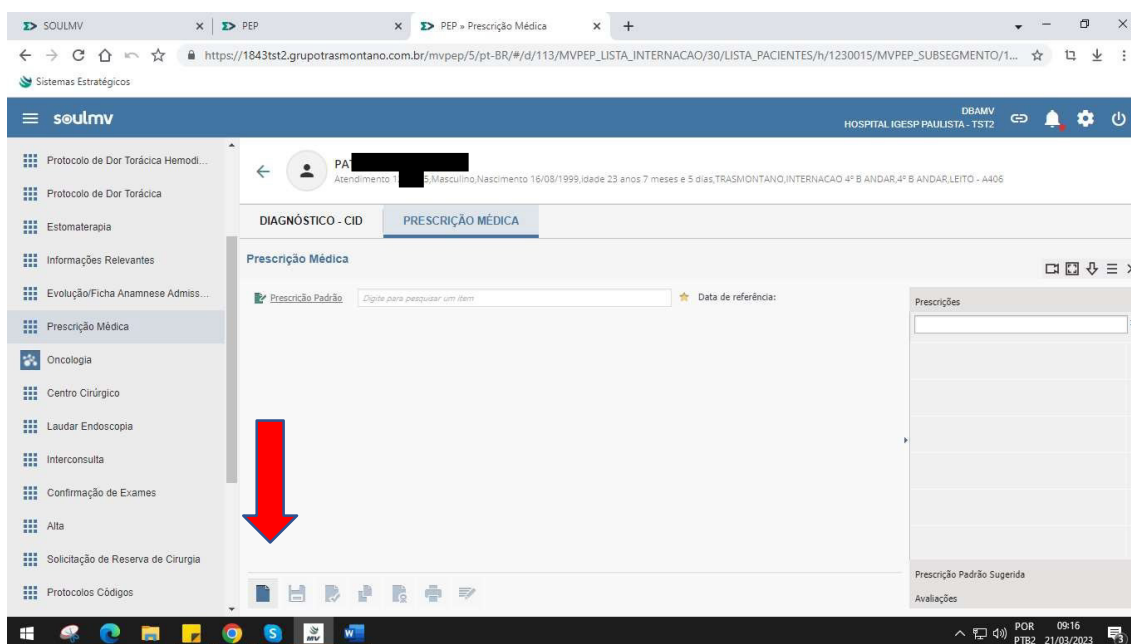 SOULMV
PEP
PEP » Prescrição Médica
https://1843tst2.grupotrasmontano.com.br/mvpep/5/pt-BR/#/d/113/MVPEP_LISTA_INTERNACAO/30/LISTA_PACIENTES/h/1230015/MVPEP_SUBSEGMENTO/1...
Sistemas Estratégicos
soulmv
DBAMV
HOSPITAL IGESP PAULISTA - TST2
Protocolo de Dor Torácica Hemodi...
Protocolo de Dor Torácica
Estomaterapia
Informações Relevantes
Evolução/Ficha Anamnese Admiss...
Prescrição Médica
Oncologia
Centro Cirúrgico
Laudar Endoscopia
Interconsulta
Confirmação de Exames
Alta
Solicitação de Reserva de Cirurgia
Protocolos Códigos
PA
Atendimento 1 5,Masculino,Nascimento 16/08/1999,idade 23 anos 7 meses e 5 dias,TRASMONTANO,INTERNACAO 4º B ANDAR,4º B ANDAR,LEITO - A406
DIAGNÓSTICO - CID
PRESCRIÇÃO MÉDICA
Prescrição Médica
Prescrição Padrão
Digite para pesquisar um item
Data de referência:
Prescrições
Prescrição Padrão Sugerida
Avaliações
POR
PTB2
09:16
21/03/2023